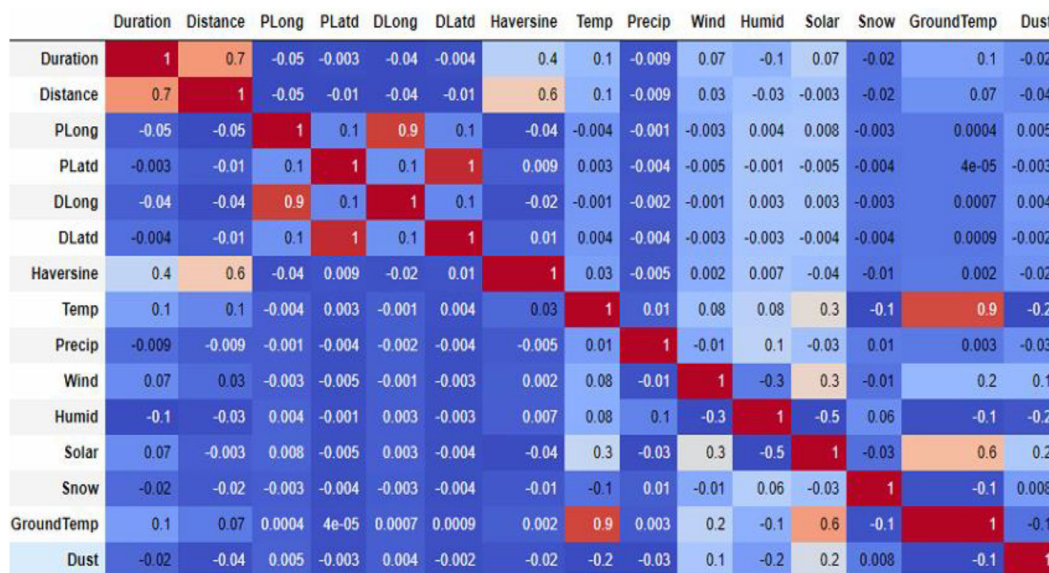 Duration Distance PLong PLatd DLong DLatd Haversine Temp Precip Wind Humid Solar Snow GroundTemp Dust
Duration 1 0.7 -0.05 -0.003 -0.04 -0.004 0.4 0.1 -0.009 0.07 -0.1 0.07 -0.02 0.1 -0.02
Distance 0.7 1 -0.05 -0.01 -0.04 -0.01 0.6 0.1 -0.009 0.03 -0.03 -0.003 -0.02 0.07 -0.04
PLong -0.05 -0.05 1 0.1 0.9 0.1 -0.04 -0.004 -0.001 -0.003 0.004 0.008 -0.003 0.0004 0.005
PLatd -0.003 -0.01 0.1 1 0.1 1 0.009 0.003 -0.004 -0.005 -0.001 -0.005 -0.004 4e-05 -0.003
DLong -0.04 -0.04 0.9 0.1 1 0.1 -0.02 -0.001 -0.002 -0.001 0.003 0.003 -0.003 0.0007 0.004
DLatd -0.004 -0.01 0.1 1 0.1 1 0.01 0.004 -0.004 -0.003 -0.003 -0.004 -0.004 0.0009 -0.002
Haversine 0.4 0.6 -0.04 0.009 -0.02 0.01 1 0.03 -0.005 0.002 0.007 -0.04 -0.01 0.002 -0.02
Temp 0.1 0.1 -0.004 0.003 -0.001 0.004 0.03 1 0.01 0.08 0.08 0.3 -0.1 0.9 -0.2
Precip -0.009 -0.009 -0.001 -0.004 -0.002 -0.004 -0.005 0.01 1 -0.01 0.1 -0.03 0.01 0.003 -0.03
Wind 0.07 0.03 -0.003 -0.005 -0.001 -0.003 0.002 0.08 -0.01 1 -0.3 0.3 -0.01 0.2 0.1
Humid -0.1 -0.03 0.004 -0.001 0.003 -0.003 0.007 0.08 0.1 -0.3 1 -0.5 0.06 -0.1 -0.2
Solar 0.07 -0.003 0.008 -0.005 0.003 -0.004 -0.04 0.3 -0.03 0.3 -0.5 1 -0.03 0.6 0.2
Snow -0.02 -0.02 -0.003 -0.004 -0.003 -0.004 -0.01 -0.1 0.01 -0.01 0.06 -0.03 1 -0.1 0.008
GroundTemp 0.1 0.07 0.0004 4e-05 0.0007 0.0009 0.002 0.9 0.003 0.2 -0.1 0.6 -0.1 1 -0.1
Dust -0.02 -0.04 0.005 -0.003 0.004 -0.002 -0.02 -0.2 -0.03 0.1 -0.2 0.2 0.008 -0.1 1